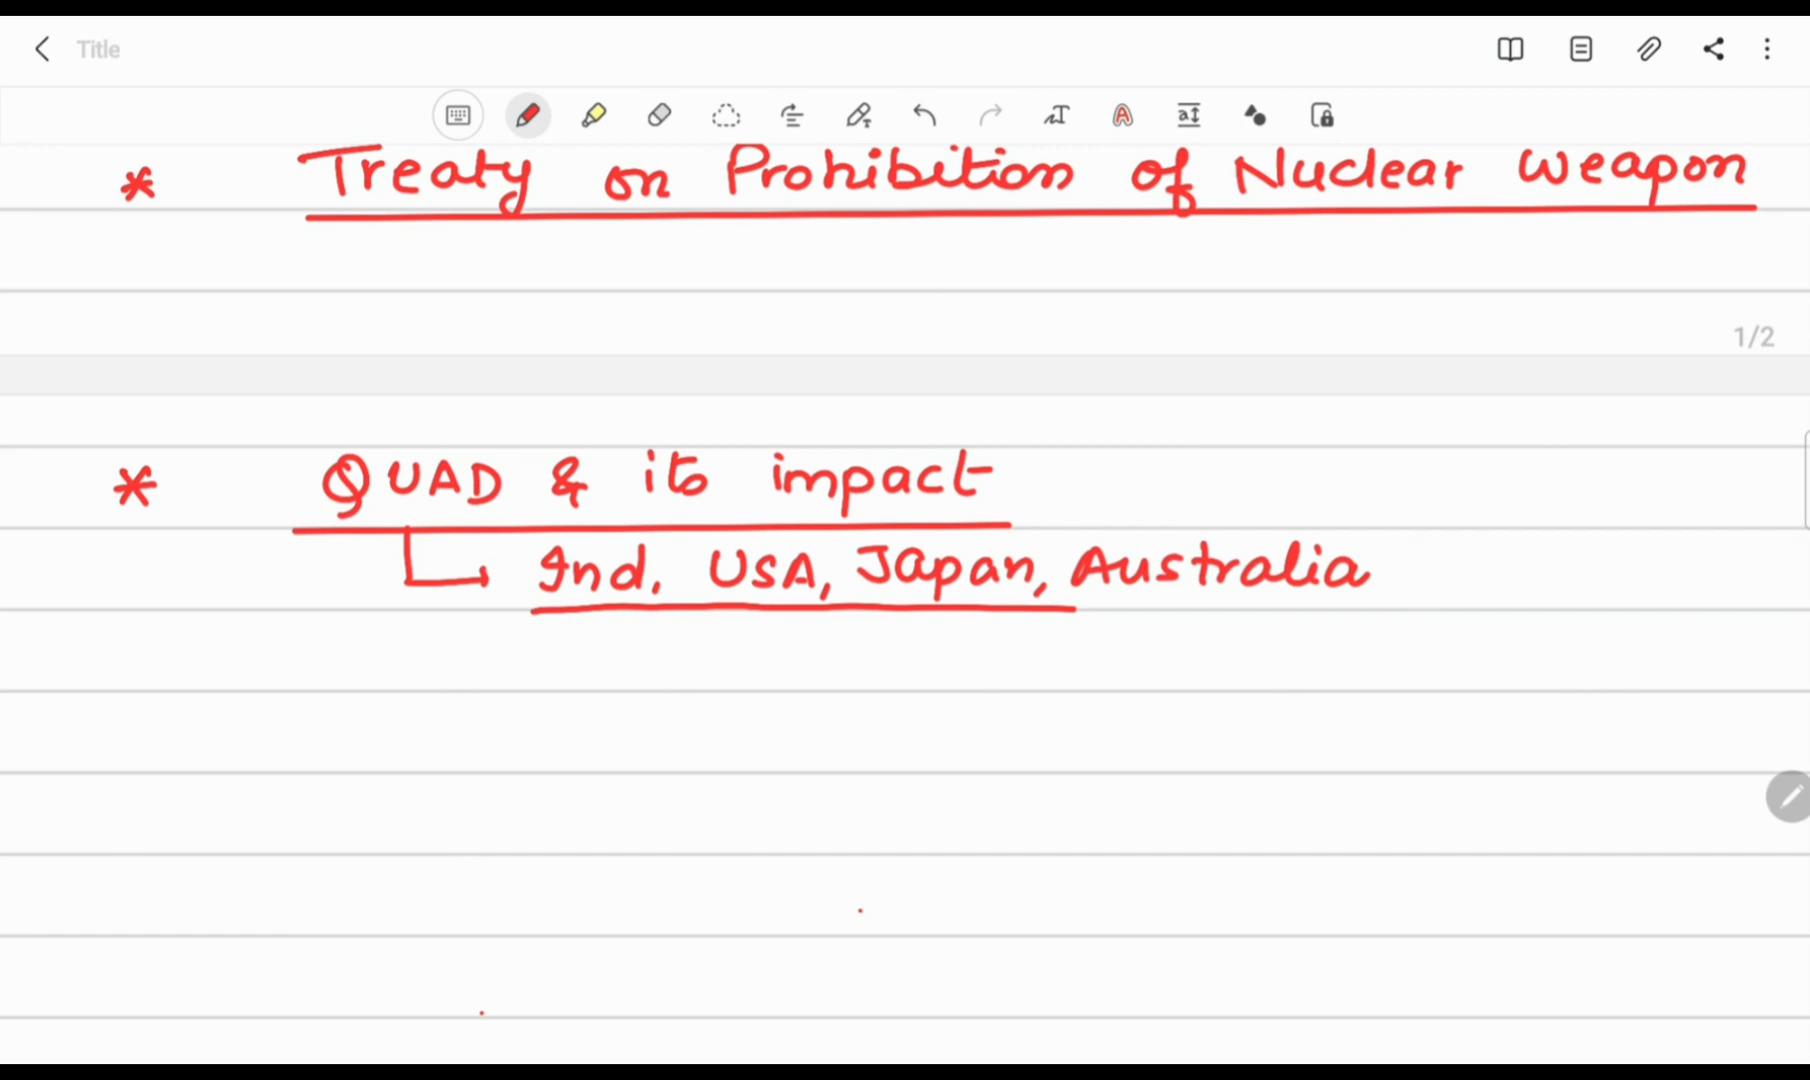 Title
* Treaty on Prohibition of Nuclear Weapon
1/2
* QUAD & its impact
Ind, USA, Japan, Australia